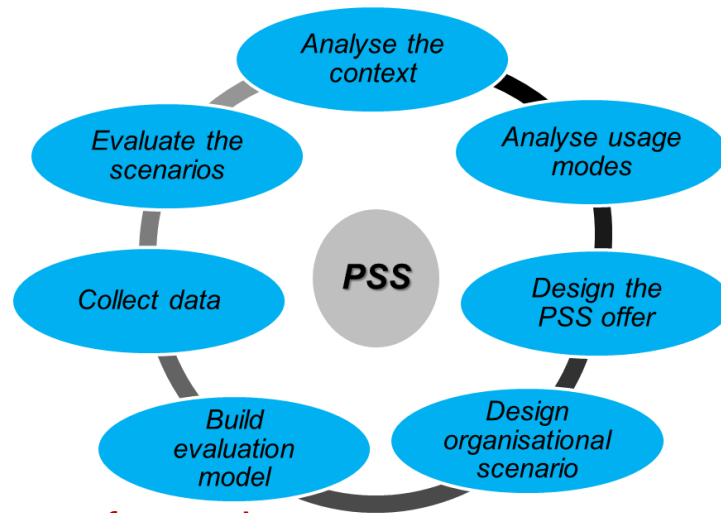 Analyse the
context
Analyse usage
modes
Design the
PSS offer
Design
organisational
scenario
Build
evaluation
model
Collect data
Evaluate the
scenarios
PSS